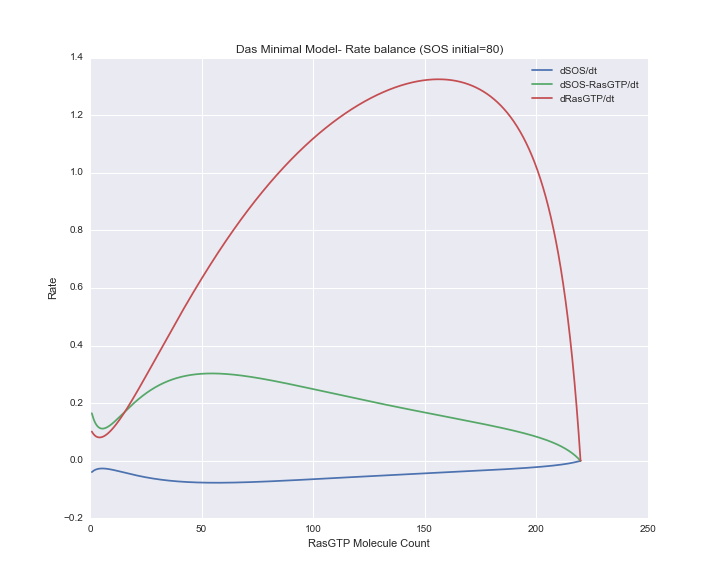 Das Minimal Model- Rate balance (SOS initial=80)
1.4
1.2
1.0
0.8
0.6
0.4
0.2
0.0
−0.2
Rate
dSOS/dt
dSOS-RasGTP/dt
dRasGTP/dt
0 50 100 150 200 250
RasGTP Molecule Count